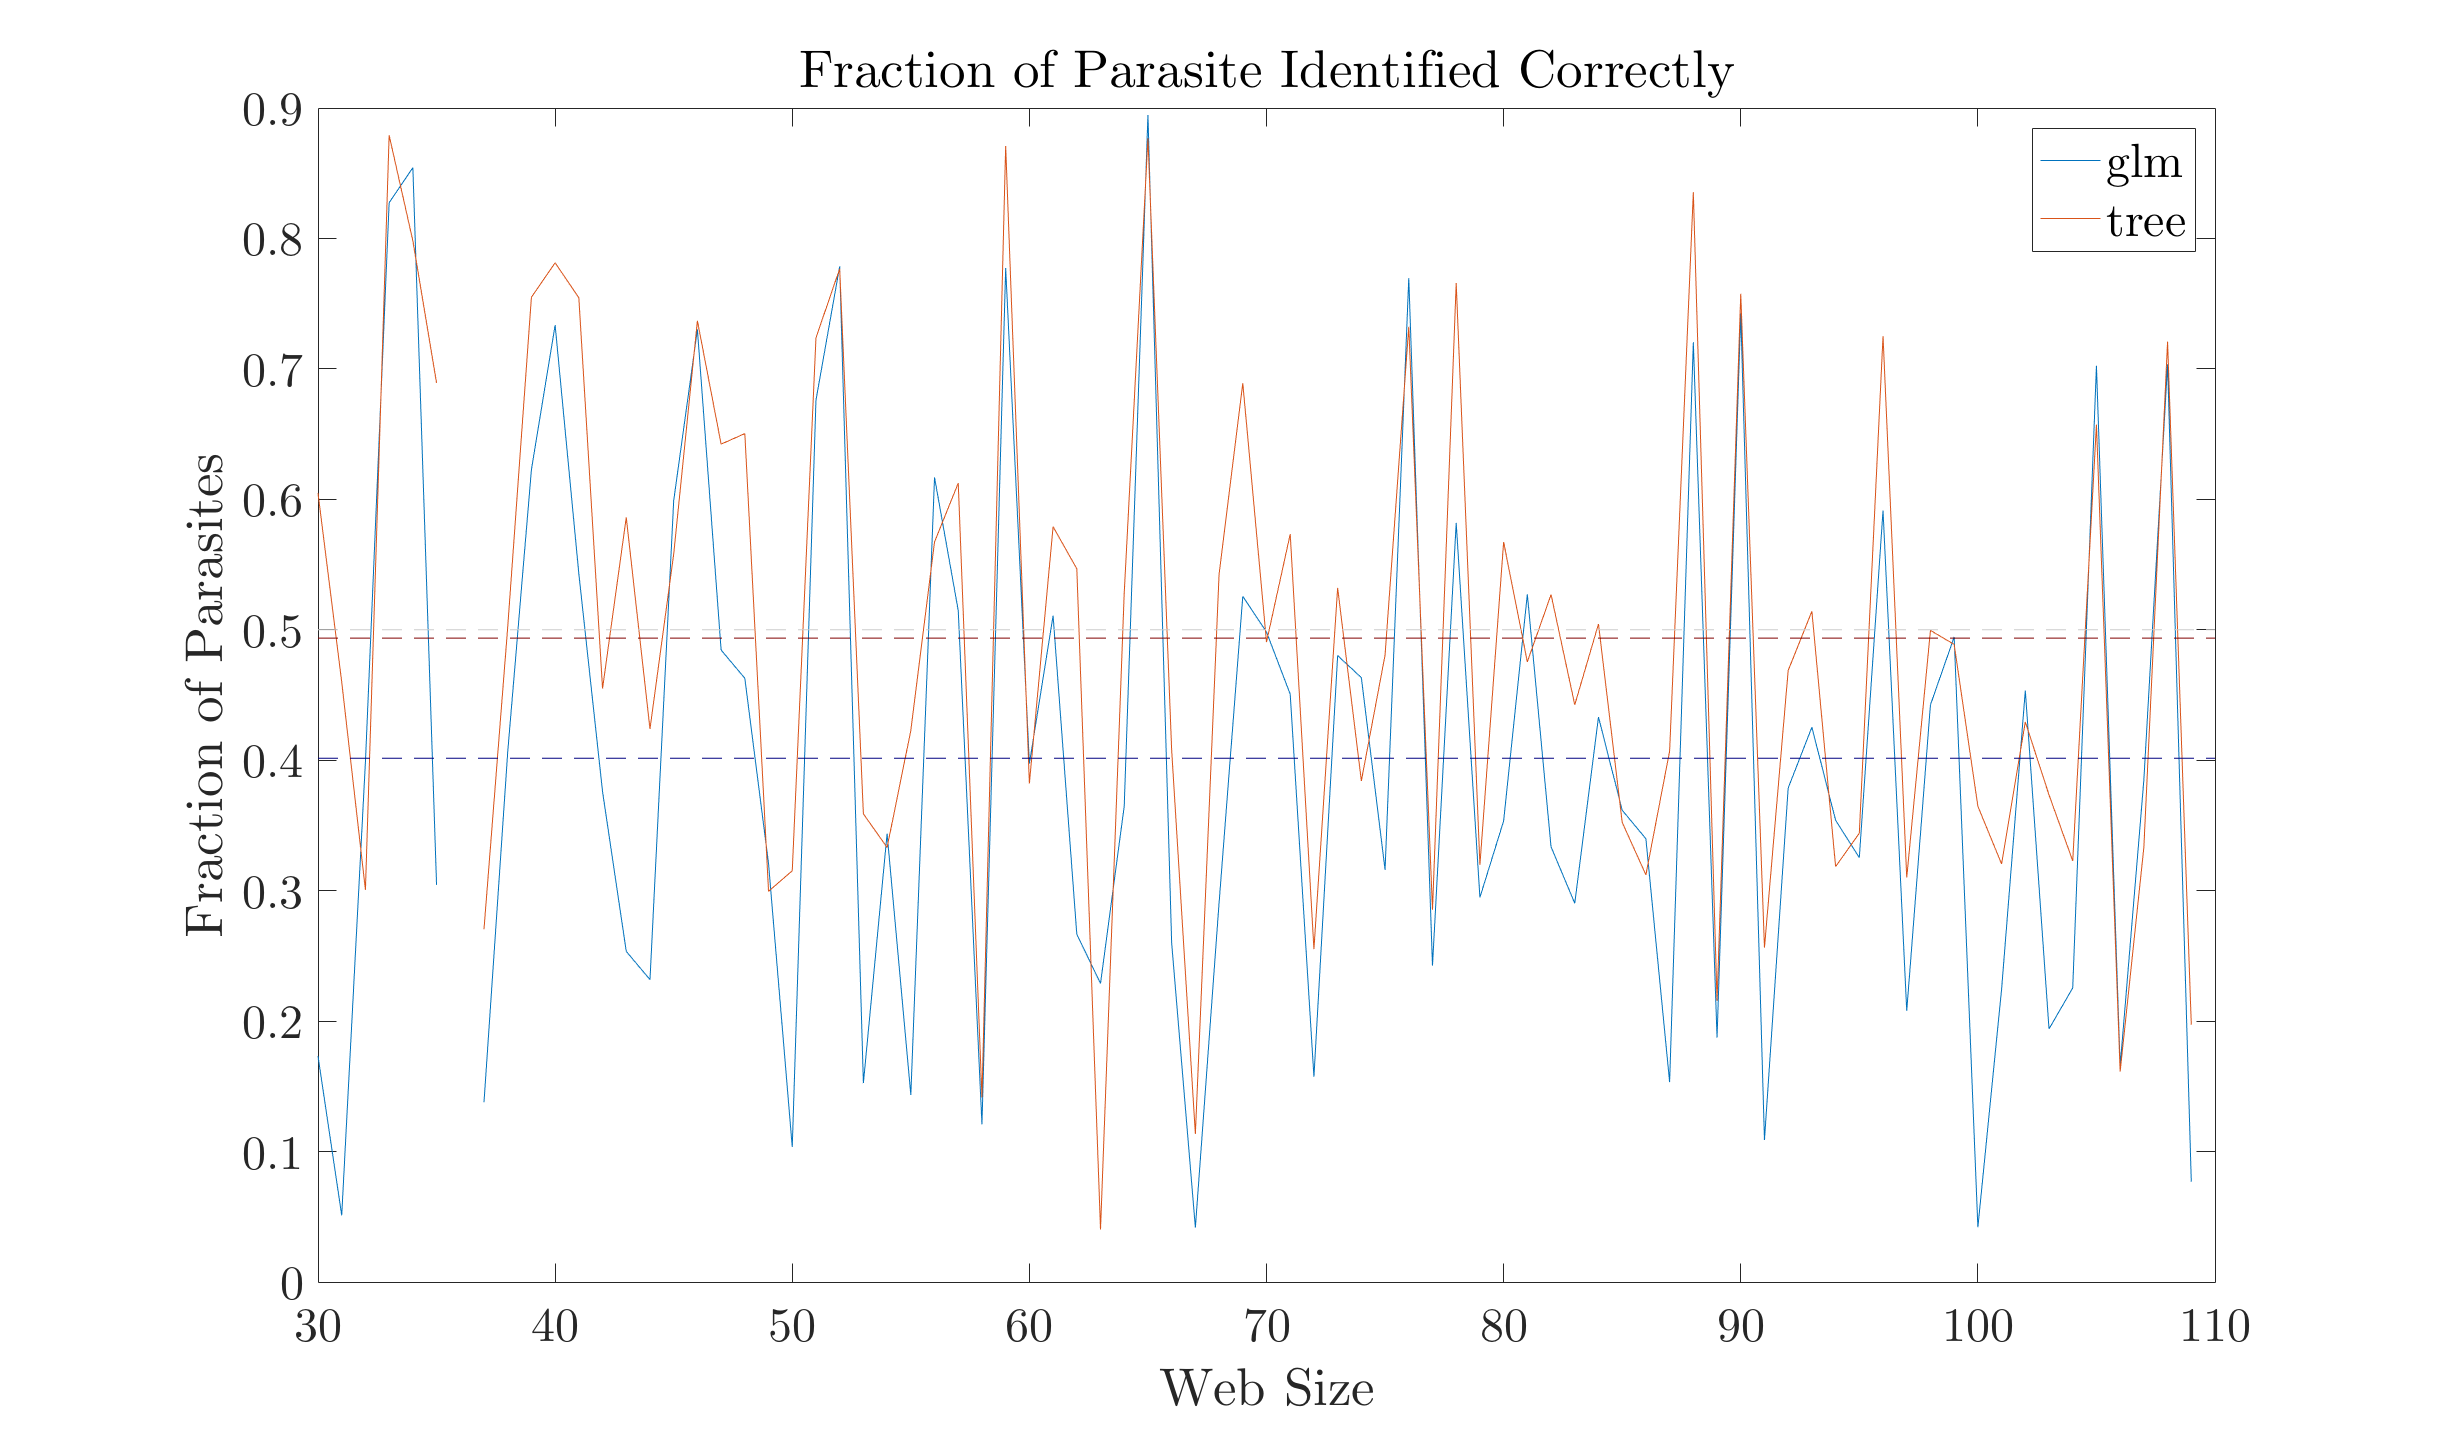 Fraction of Parasite Identified Correctly
glm
tree
Fraction of Parasites
0.9
0.8
0.7
0.6
0.5
0.4
0.3
0.2
0.1
0
30 40 50 60 70 80 90 100 110
Web Size